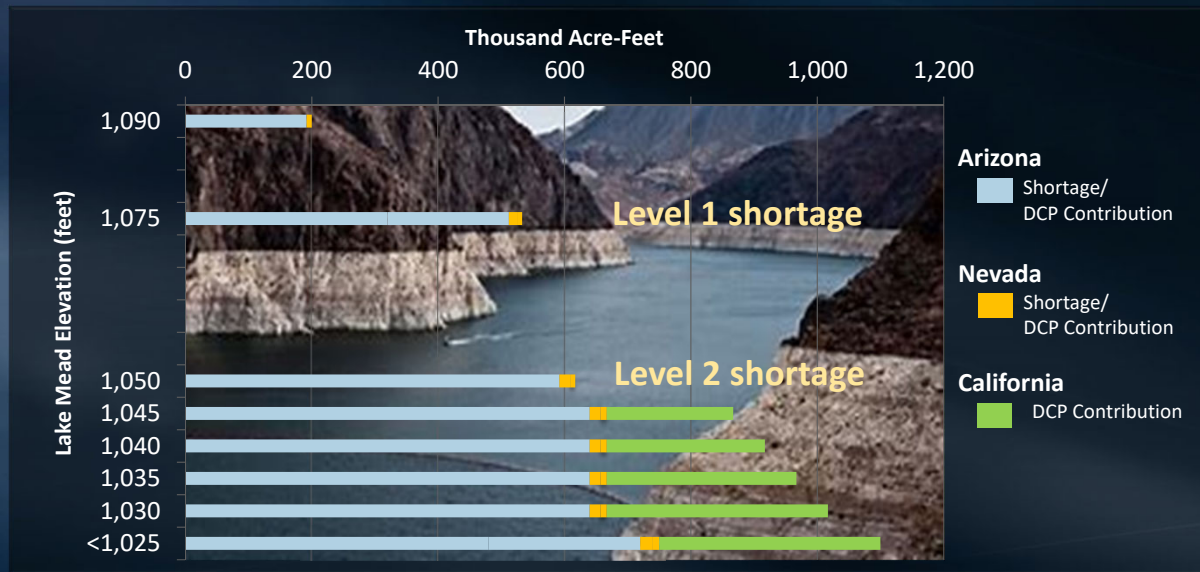 Thousand Acre-Feet
0 200 400 600 800 1,000 1,200
Lake Mead Elevation (feet)
1,090
1,075
Level 1 shortage
1,050
Level 2 shortage
1,045
1,040
1,035
1,030
<1,025
Arizona
Shortage/
DCP Contribution
Nevada
Shortage/
DCP Contribution
California
DCP Contribution